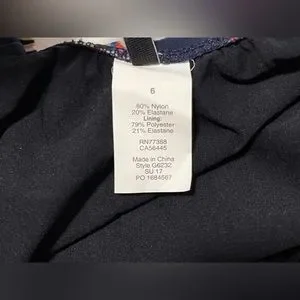 6
80% Nylon
20% Elastane
Lining:
79% Polyester
21% Elastane
RN77388
CA56445
Made in China
Style G6232
SU 17
PO 1684567